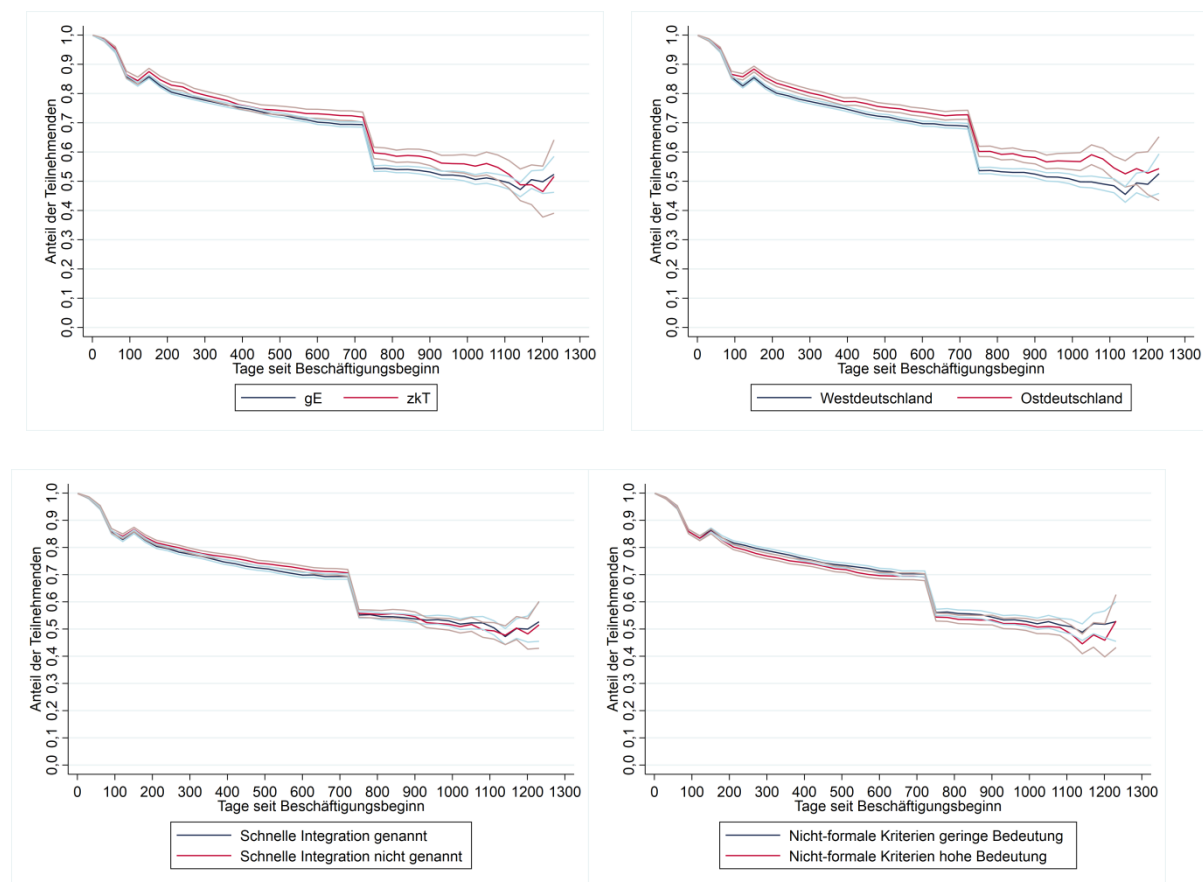 Anteil der Teilnehmenden
0,0 0,1 0,2 0,3 0,4 0,5 0,6 0,7 0,8 0,9 1,0
0 100 200 300 400 500 600 700 800 900 1000 1100 1200 1300
Tage seit Beschäftigungsbeginn
gE zkT
Anteil der Teilnehmenden
0,0 0,1 0,2 0,3 0,4 0,5 0,6 0,7 0,8 0,9 1,0
0 100 200 300 400 500 600 700 800 900 1000 1100 1200 1300
Tage seit Beschäftigungsbeginn
Westdeutschland Ostdeutschland
Anteil der Teilnehmenden
0,0 0,1 0,2 0,3 0,4 0,5 0,6 0,7 0,8 0,9 1,0
0 100 200 300 400 500 600 700 800 900 1000 1100 1200 1300
Tage seit Beschäftigungsbeginn
Schnelle Integration genannt
Schnelle Integration nicht genannt
Anteil der Teilnehmenden
0,0 0,1 0,2 0,3 0,4 0,5 0,6 0,7 0,8 0,9 1,0
0 100 200 300 400 500 600 700 800 900 1000 1100 1200 1300
Tage seit Beschäftigungsbeginn
Nicht-formale Kriterien geringe Bedeutung
Nicht-formale Kriterien hohe Bedeutung